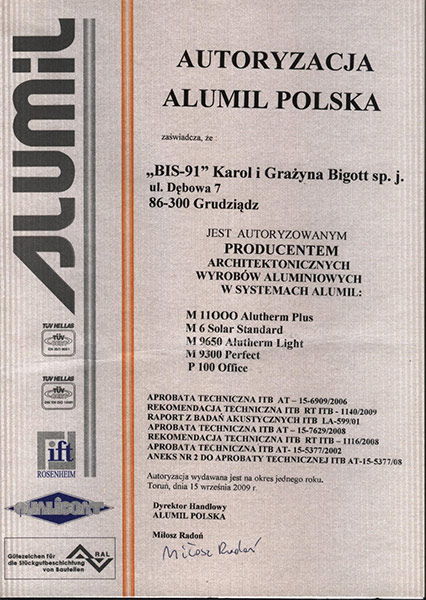 ALUMIL
AUTORYZACJA
ALUMIL POLSKA
zaświadcza, że :
„BIS-91” Karol i Grażyna Bigott sp. j.
ul. Dębowa 7
86-300 Grudziądz
JEST AUTORYZOWANYM
PRODUCENTEM
ARCHITEKTONICZNYCH
WYROBÓW ALUMINIOWYCH
W SYSTEMACH ALUMIL:
M 11OOO Alutherm Plus
M 6 Solar Standard
M 9650 Alutherm Light
M 9300 Perfect
P 100 Office
APROBATA TECHNICZNA ITB AT – 15-6909/2006
REKOMENDACJA TECHNICZNA ITB RT ITB - 1140/2009
RAPORT Z BADAŃ AKUSTYCZNYCH ITB LA-599/01
APROBATA TECHNICZNA ITB AT – 15-7629/2008
REKOMENDACJA TECHNICZNA ITB RT ITB – 1116/2008
APROBATA TECHNICZNA ITB AT- 15-5377/2002
ANEKS NR 2 DO APROBATY TECHNICZNEJ ITB AT-15-5377/08
Autoryzacja wydawana jest na okres jednego roku.
Toruń, dnia 15 września 2009 r.
Dyrektor Handlowy
ALUMIL POLSKA
Miłosz Radoń
Miłosz Radoń
TUV HELLAS
TUV HELLAS
ift
ROSENHEIM
QUALICOAT
Gütezeichen für
die Stückgutbeschichtung
von Bauteilen
RAL